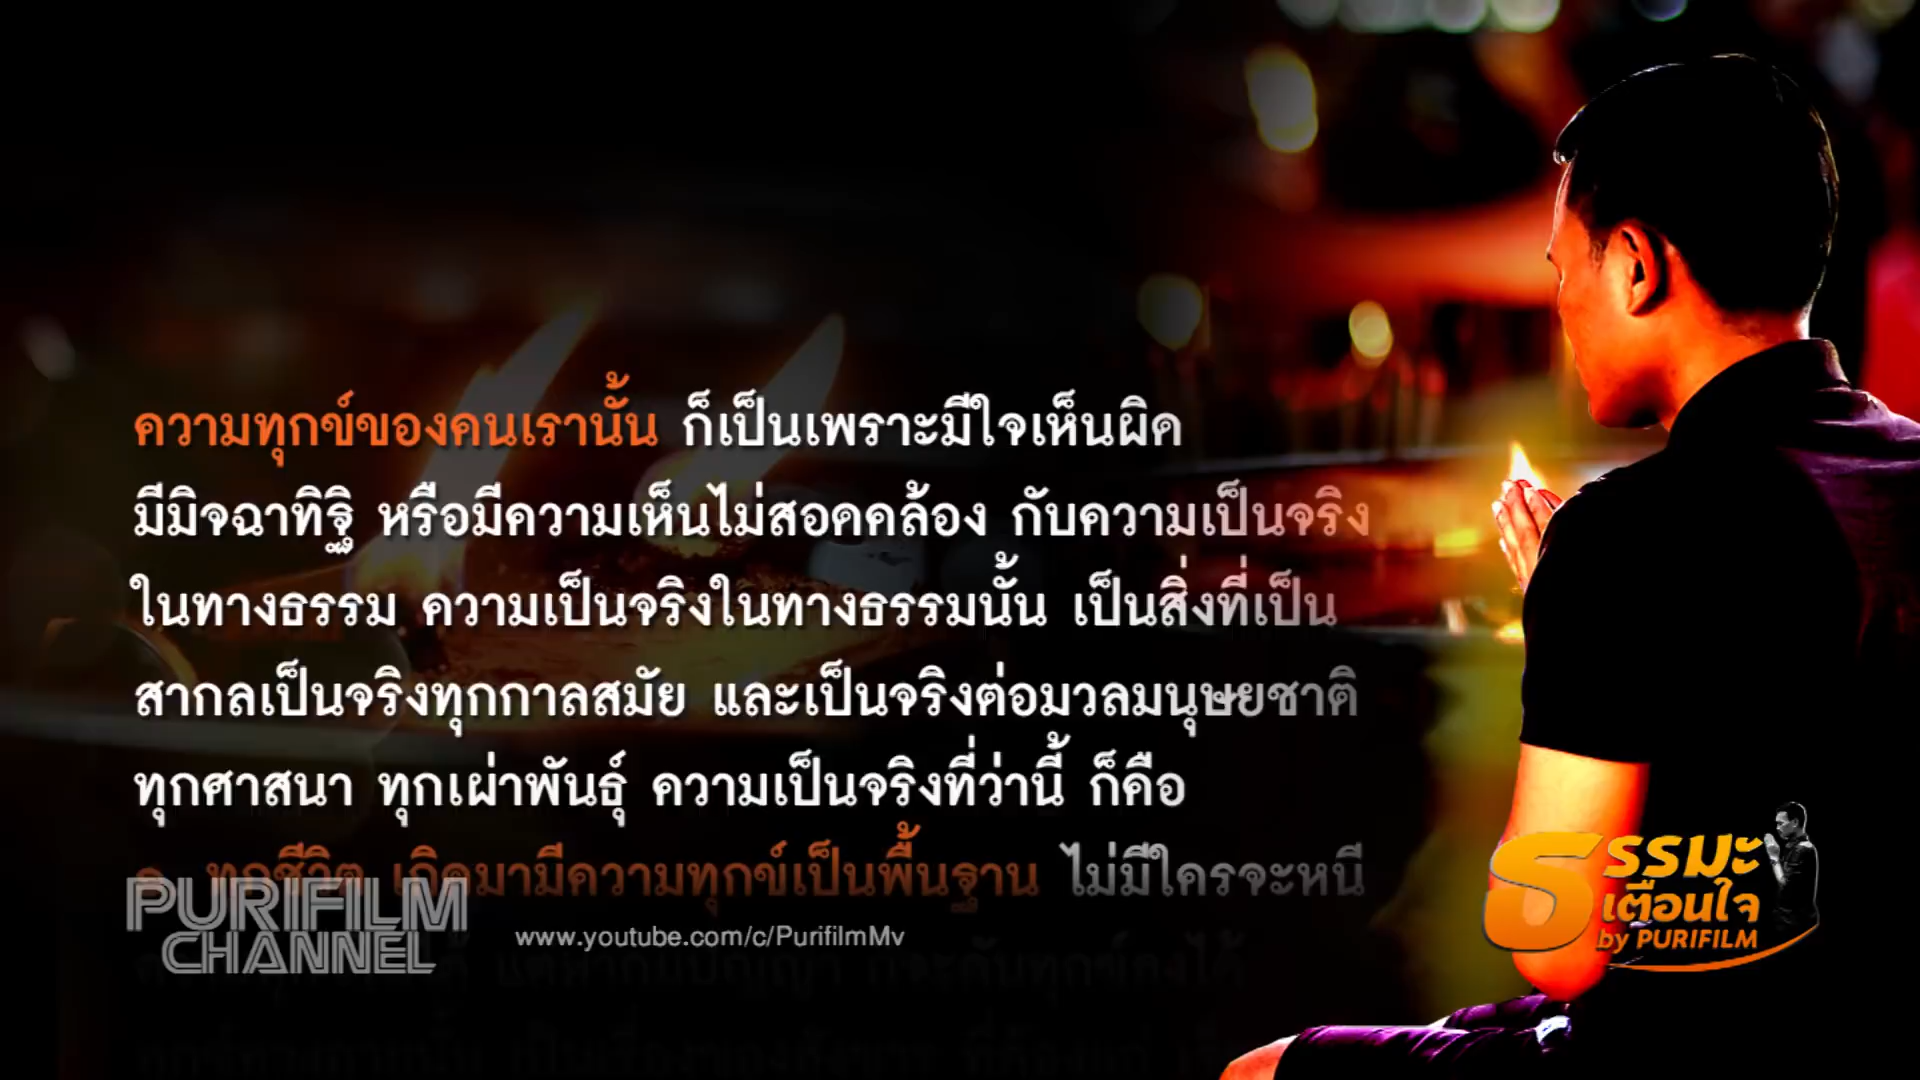 ความทุกข์ของคนเรานั้น ก็เป็นเพราะมีใจเห็นผิด
มีมิจฉาทิฐิ หรือมีความเห็นไม่สอดคล้อง กับความเป็นจริง
ในทางธรรม ความเป็นจริงในทางธรรมนั้น เป็นสิ่งที่เป็น
สากลเป็นจริงทุกกาลสมัย และเป็นจริงต่อมวลมนุษยชาติ
ทุกศาสนา ทุกเผ่าพันธุ์ ความเป็นจริงที่ว่านี้ ก็คือ
ทุกชีวิต เกิดมามีความทุกข์เป็นพื้นฐาน ไม่มีใครจะหนี
PURIFILM
CHANNEL
www.youtube.com/c/PurifilmMv
ธรรมะ
เตือนใจ
by PURIFILM